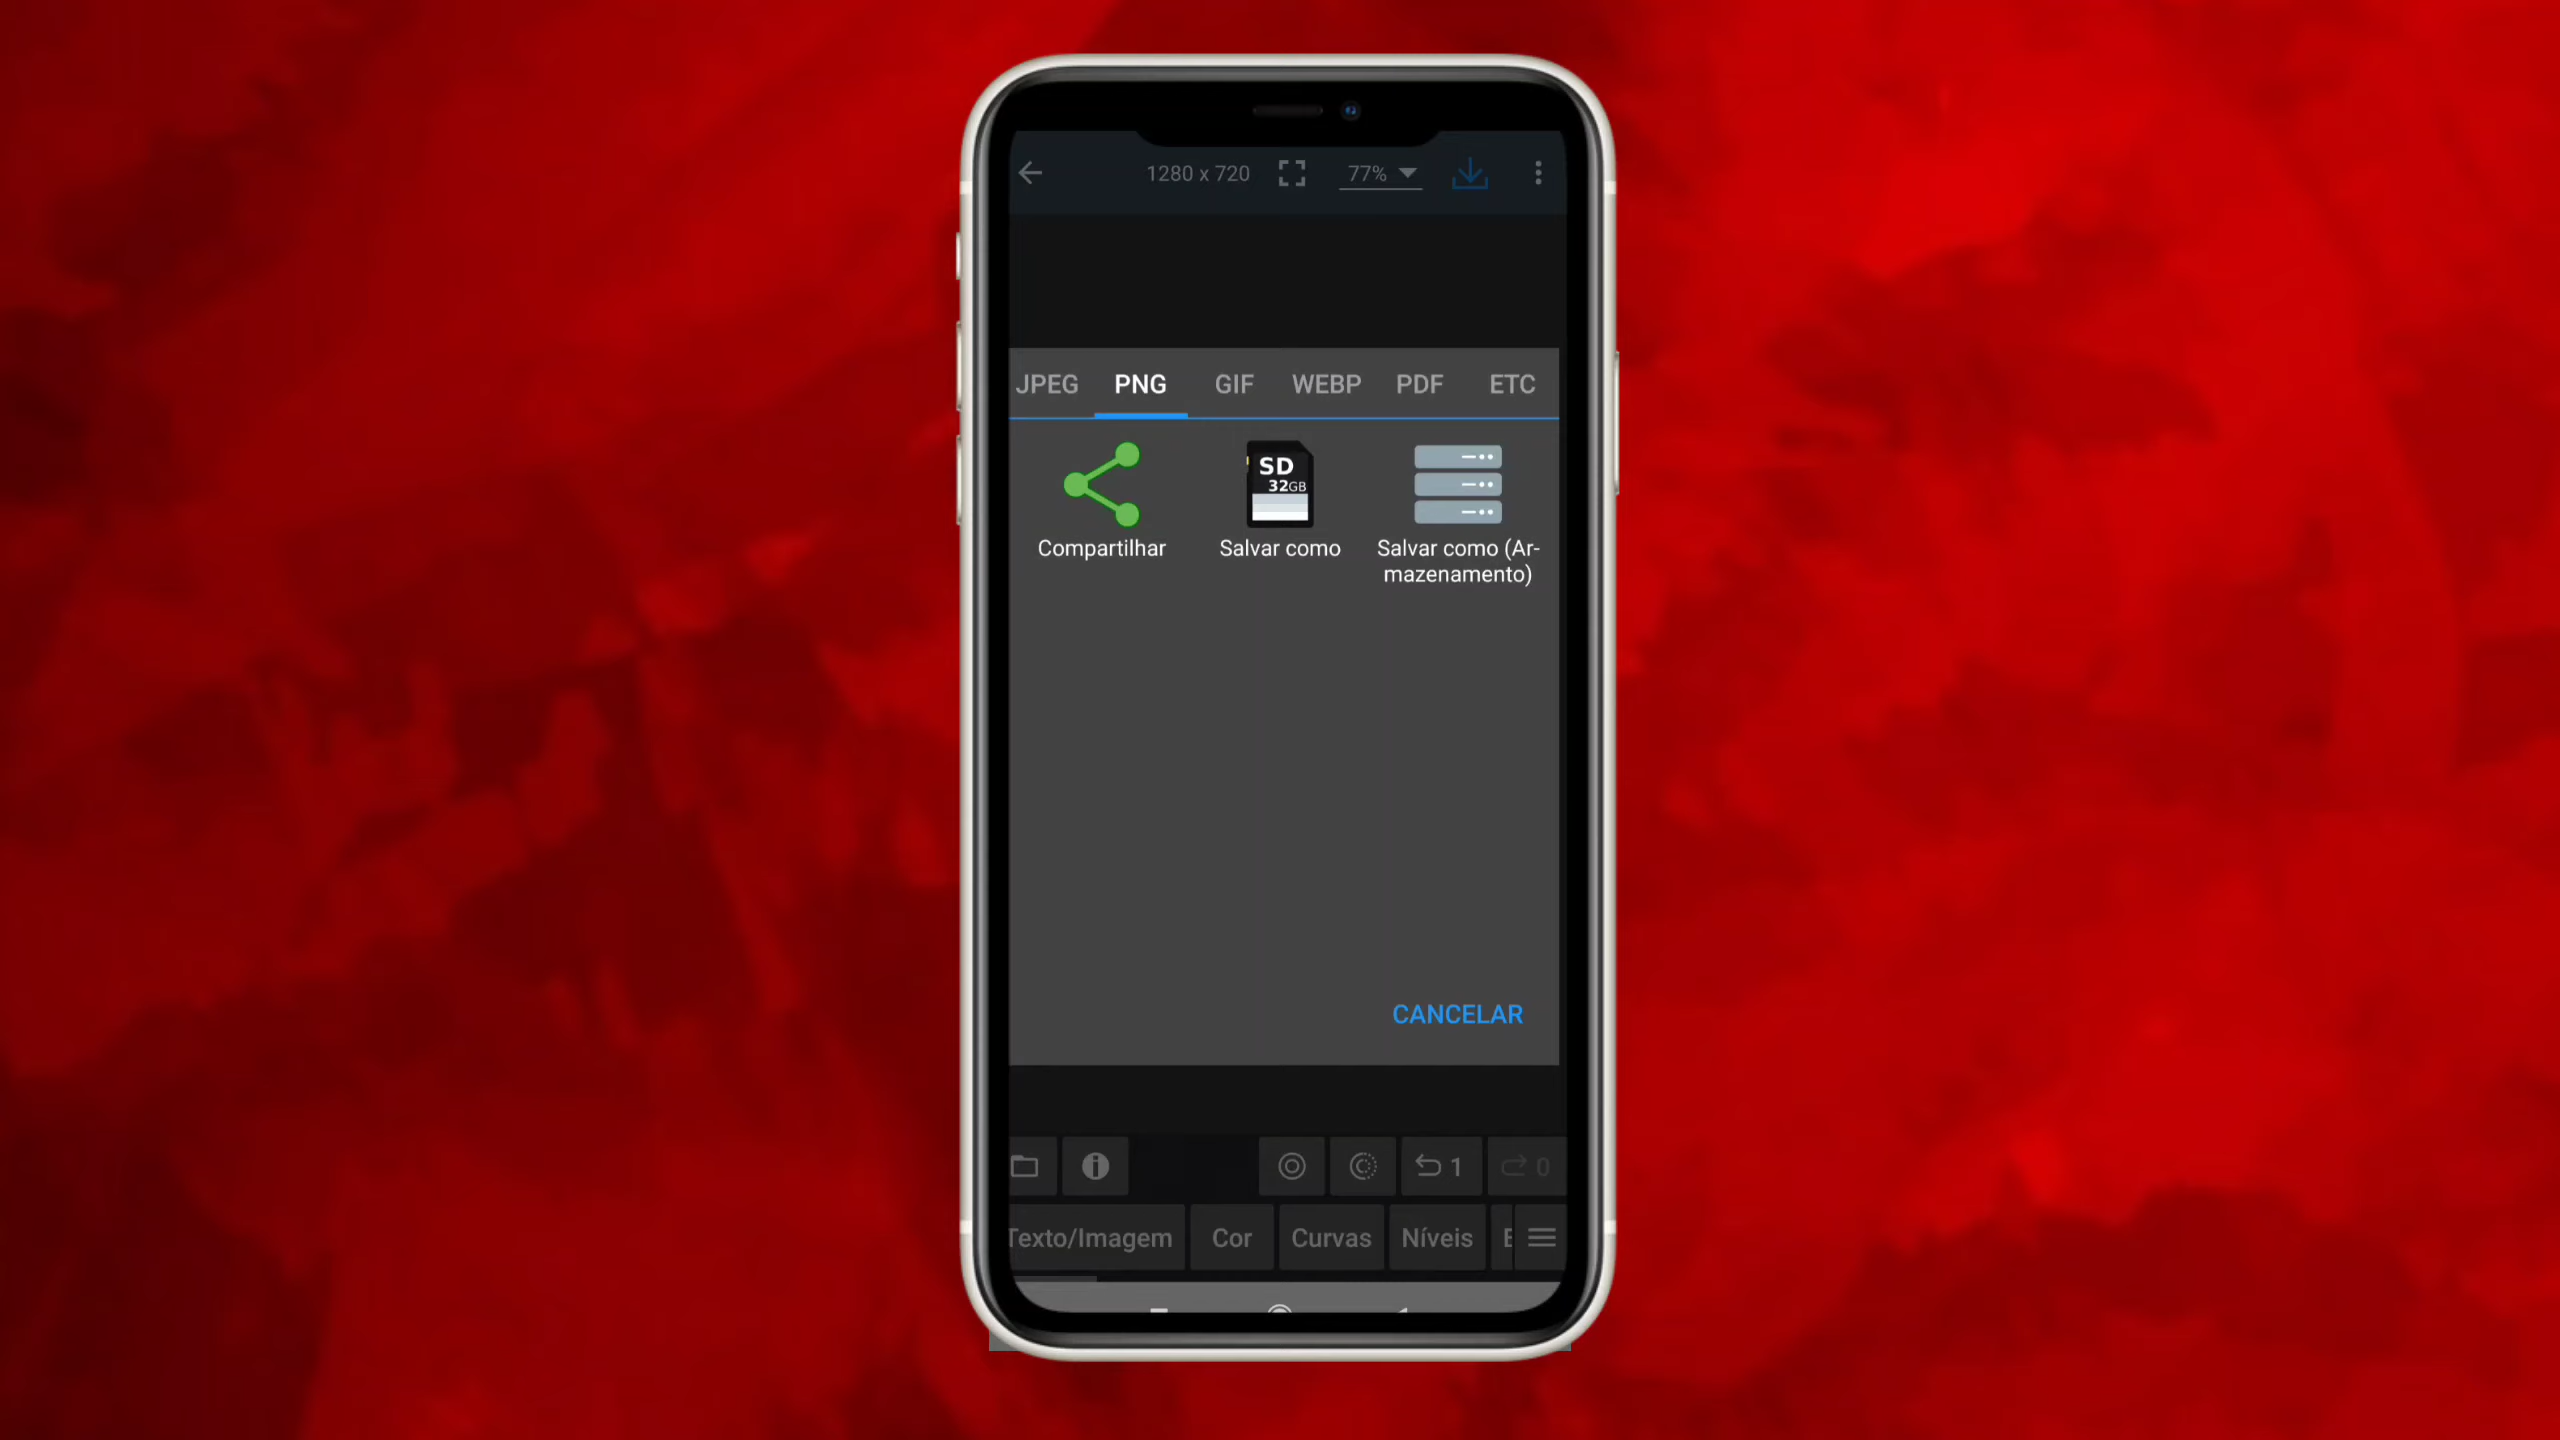 1280 x 720 77%
JPEG PNG GIF WEBP PDF ETC
SD
32GB
Compartilhar
Salvar como
Salvar como (Ar-
mazenamento)
CANCELAR
1 0
Texto/Imagem Cor Curvas Níveis